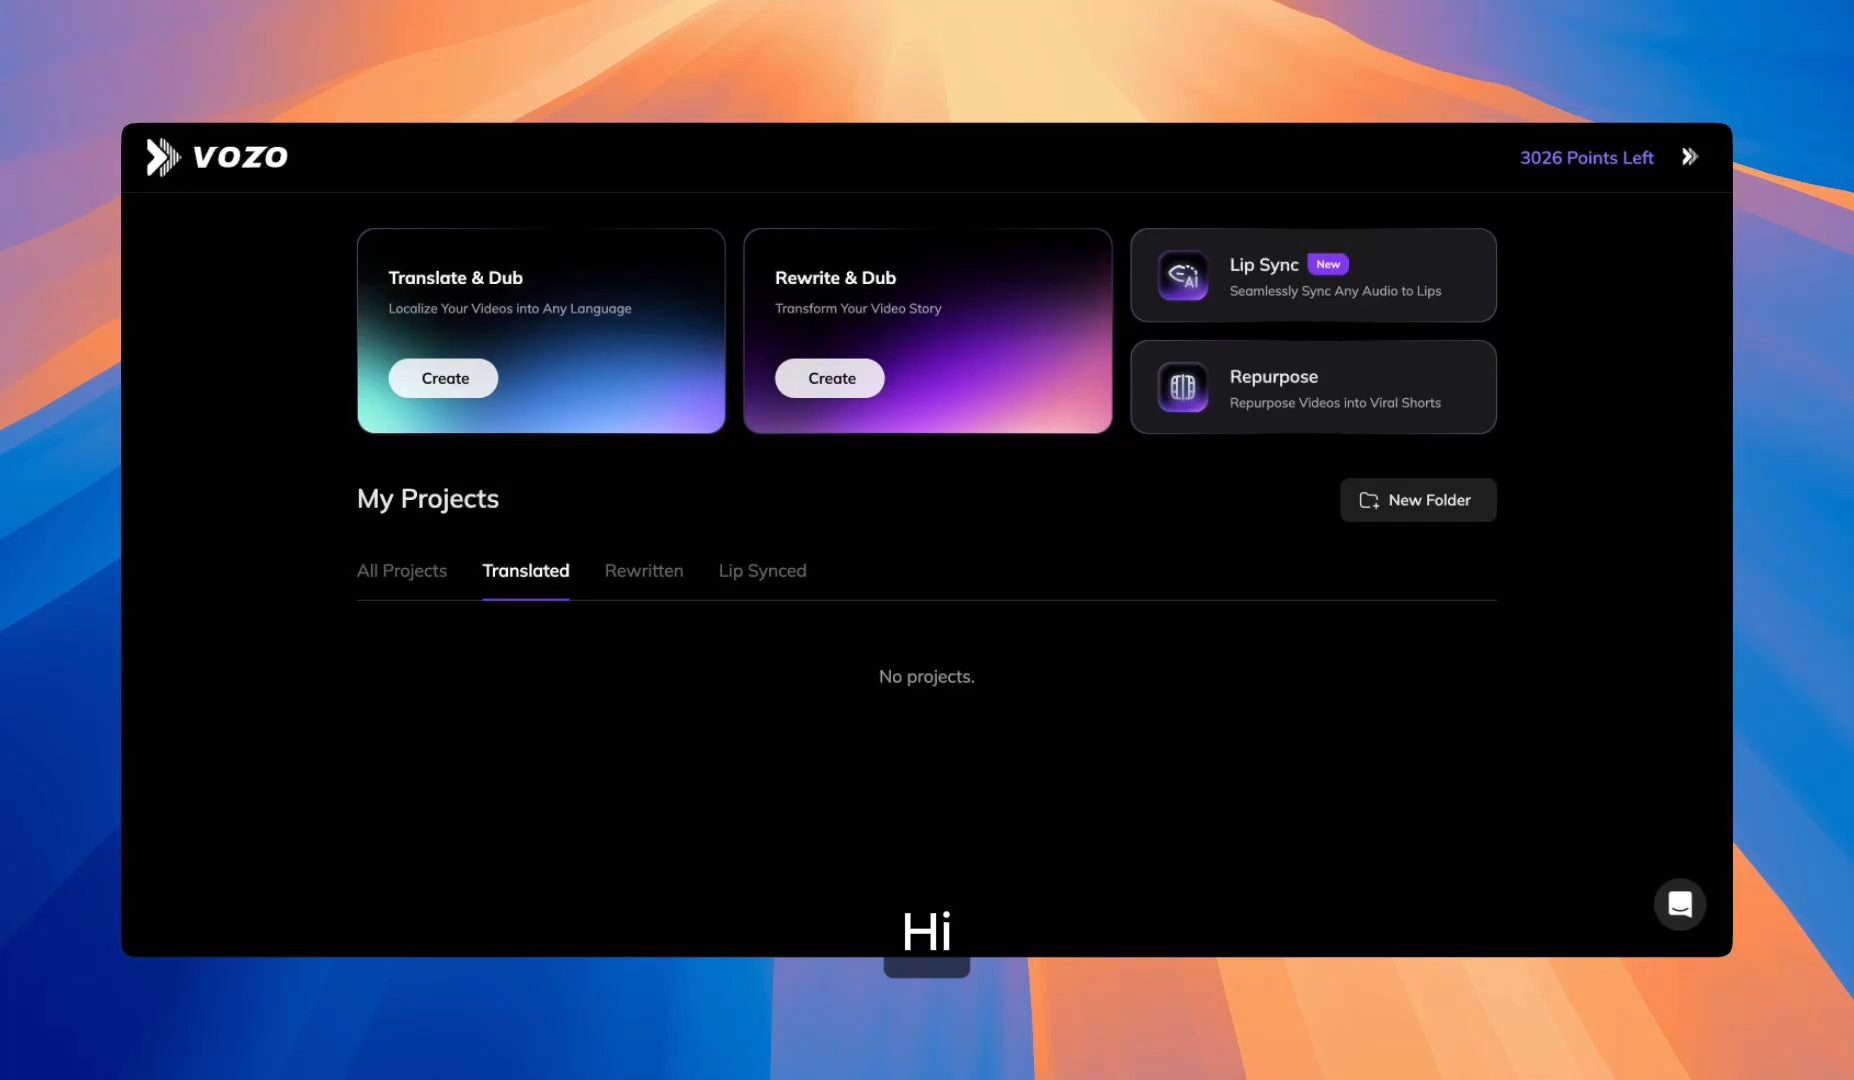 VOZO
3026 Points Left
Translate & Dub
Localize Your Videos into Any Language
Create
Rewrite & Dub
Transform Your Video Story
Create
AI
Lip Sync New
Seamlessly Sync Any Audio to Lips
Repurpose
Repurpose Videos into Viral Shorts
My Projects
New Folder
All Projects Translated Rewritten Lip Synced
No projects.
Hi